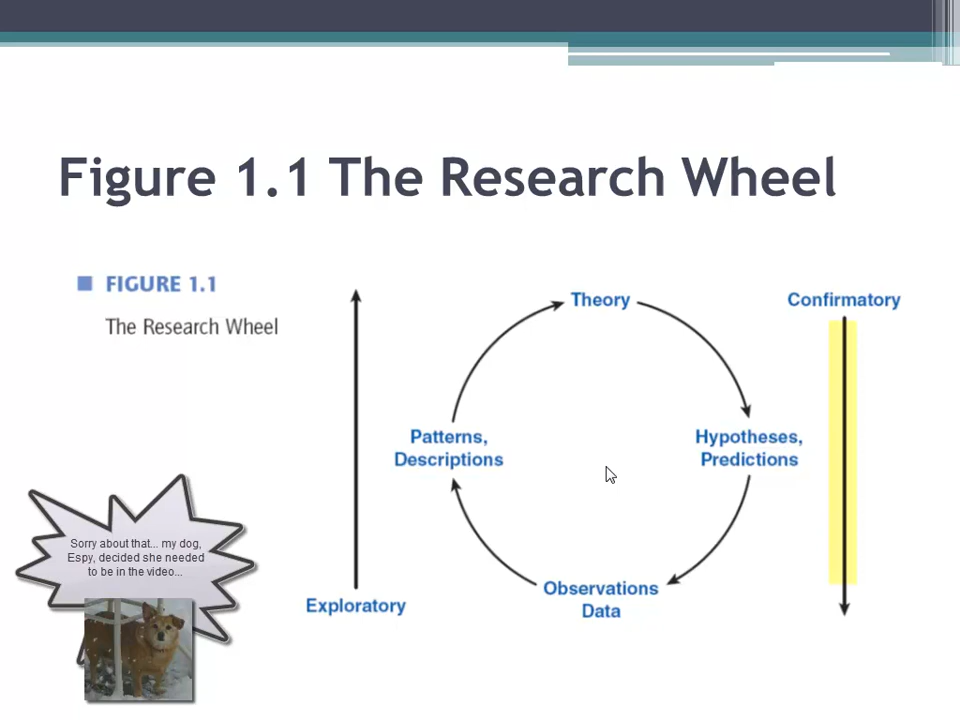 Figure 1.1 The Research Wheel
FIGURE 1.1
The Research Wheel
Theory
Confirmatory
Patterns,
Descriptions
Hypotheses,
Predictions
Observations
Data
Exploratory
Sorry about that... my dog,
Espy, decided she needed
to be in the video...